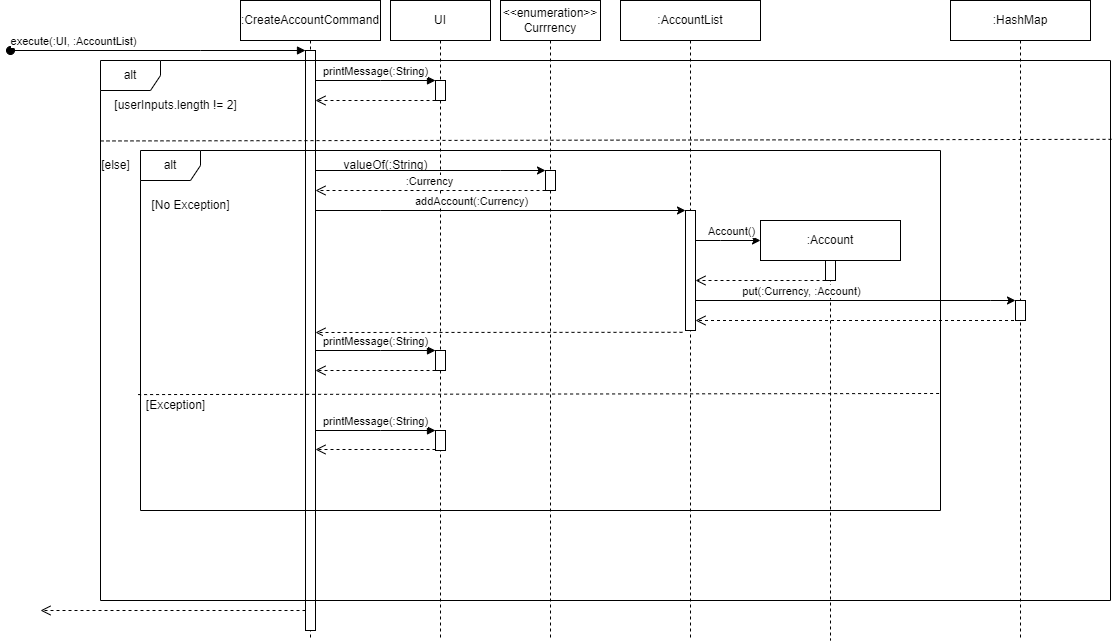 :CreateAccountCommand
UI
<<enumeration>>
Currrency
:AccountList
:HashMap
execute(:UI, :AccountList)
alt
printMessage(:String)
[userInputs.length != 2]
[else]
alt
valueOf(:String)
:Currency
[No Exception]
addAccount(:Currency)
Account()
:Account
put(:Currency, :Account)
printMessage(:String)
[Exception]
printMessage(:String)